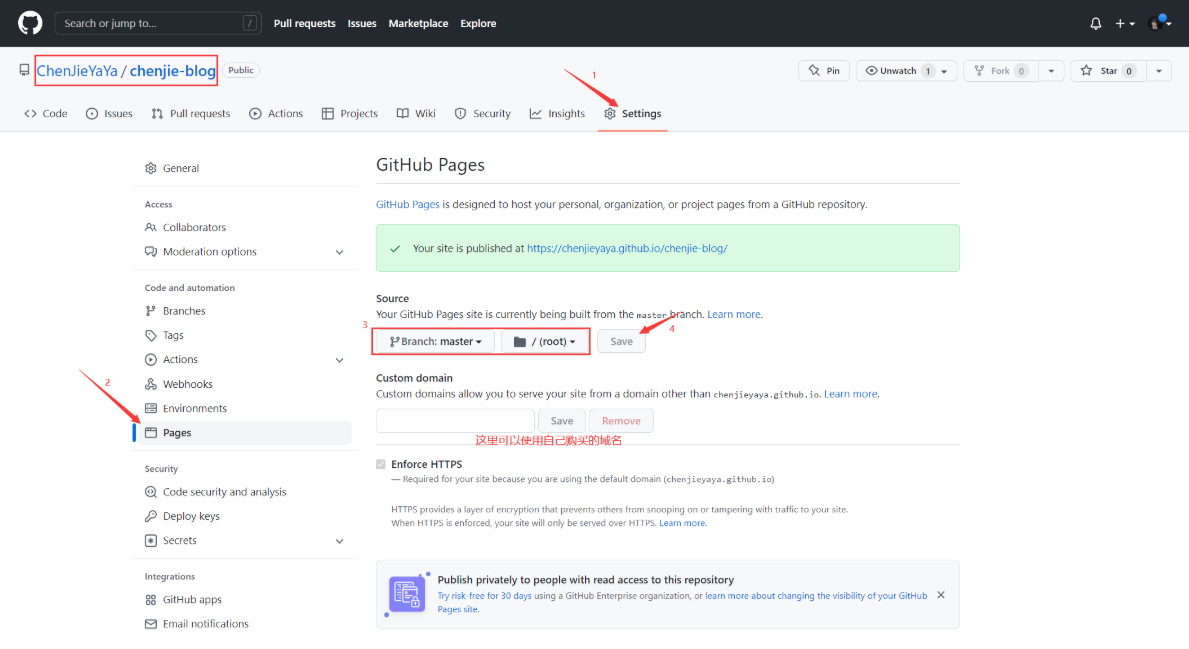 Search or jump to... / Pull requests Issues Marketplace Explore
ChenJieYaYa / chenjie-blog Public Pin Unwatch 1 Fork 0 Star 0
1
Code Issues Pull requests Actions Projects Wiki Security Insights Settings
General
Access
Collaborators
Moderation options
Code and automation
Branches
Tags
Actions
Webhooks
Environments
2
Pages
Security
Code security and analysis
Deploy keys
Secrets
Integrations
GitHub apps
Email notifications
GitHub Pages
GitHub Pages is designed to host your personal, organization, or project pages from a GitHub repository.
Your site is published at https://chenjieyaya.github.io/chenjie-blog/
Source
Your GitHub Pages site is currently being built from the master branch. Learn more.
3
4
Branch: master / (root) Save
Custom domain
Custom domains allow you to serve your site from a domain other than chenjieyaya.github.io. Learn more.
Save Remove
这里可以使用自己购买的域名
Enforce HTTPS
— Required for your site because you are using the default domain (chenjieyaya.github.io)
HTTPS provides a layer of encryption that prevents others from snooping on or tampering with traffic to your site.
When HTTPS is enforced, your site will only be served over HTTPS. Learn more.
Publish privately to people with read access to this repository
Try risk-free for 30 days using a GitHub Enterprise organization, or learn more about changing the visibility of your GitHub
Pages site.